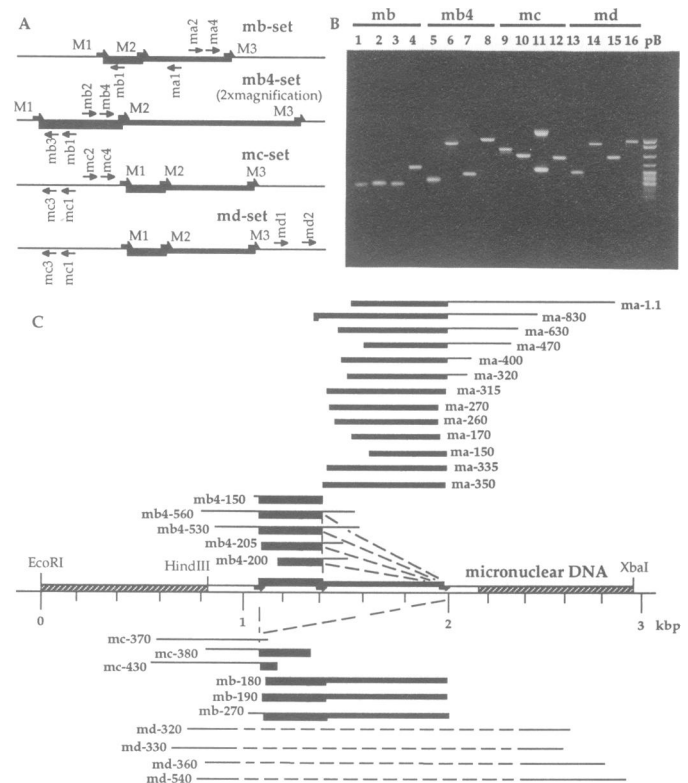 A
mb-set
ma2
ma4
M1
M2
M3
mb1
ma1
mb4-set
(2xmagnification)
mb2
mb4
M1
M2
M3
mb3
mb1
mc-set
mc2
mc4
M1
M2
M3
mc3
mc1
md-set
md1
md2
M1
M2
M3
mc3
mc1
B
mb mb4 mc md
1 2 3 4 5 6 7 8 9 10 11 12 13 14 15 16 pB
C
ma-1.1
ma-830
ma-630
ma-470
ma-400
ma-320
ma-315
ma-270
ma-260
ma-170
ma-150
ma-335
ma-350
mb4-150
mb4-560
mb4-530
mb4-205
mb4-200
EcoRI
HindIII
micronuclear DNA
XbaI
0 1 2 3 kbp
mc-370
mc-380
mc-430
mb-180
mb-190
mb-270
md-320
md-330
md-360
md-540